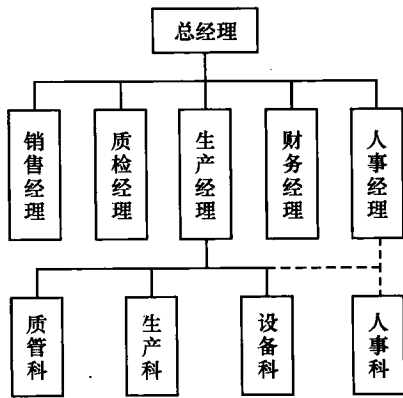 总经理
销售经理
质检经理
生产经理
财务经理
人事经理
质管科
生产科
设备科
人事科